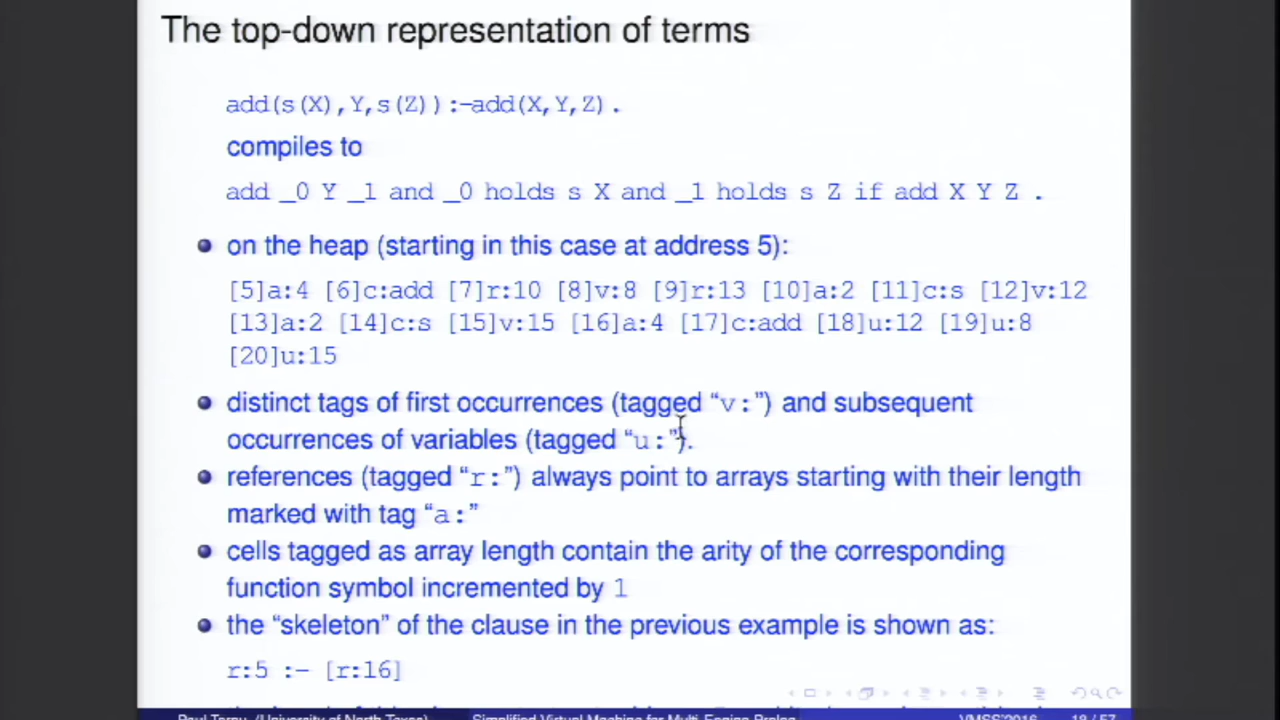 The top-down representation of terms
add(s(X),Y,s(Z)):-add(X,Y,Z).
compiles to
add _0 Y _1 and _0 holds s X and _1 holds s Z if add X Y Z .
on the heap (starting in this case at address 5):
[5]a:4 [6]c:add [7]r:10 [8]v:8 [9]r:13 [10]a:2 [11]c:s [12]v:12
[13]a:2 [14]c:s [15]v:15 [16]a:4 [17]c:add [18]u:12 [19]u:8
[20]u:15
distinct tags of first occurrences (tagged “v:”) and subsequent
occurrences of variables (tagged “u:”).
references (tagged “r:”) always point to arrays starting with their length
marked with tag “a:”
cells tagged as array length contain the arity of the corresponding
function symbol incremented by 1
the “skeleton” of the clause in the previous example is shown as:
r:5 :- [r:16]
Paul Tarau (University of North Texas) Simplified Virtual Machine for Multi-Engine Prolog VMSS'2016 18 / 57